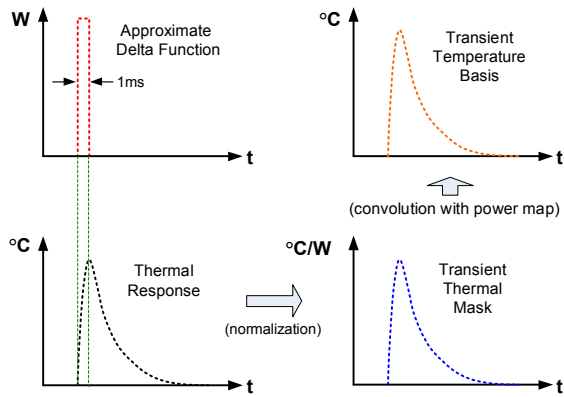 W
Approximate
Delta Function
1ms
t
°C
Transient
Temperature
Basis
t
(convolution with power map)
°C
Thermal
Response
t
(normalization)
°C/W
Transient
Thermal
Mask
t